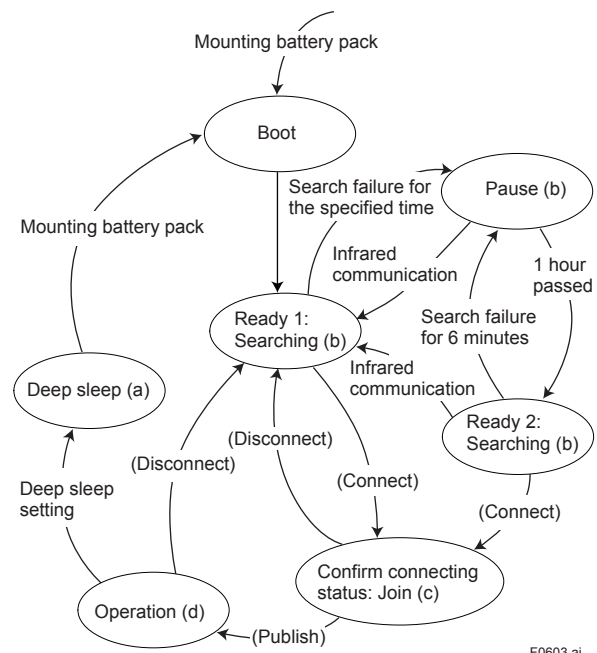 Mounting battery pack
Boot
Search failure for
the specified time
Pause (b)
Mounting battery pack
Infrared
communication
1 hour
passed
Ready 1:
Searching (b)
Search failure
for 6 minutes
Infrared
communication
Deep sleep (a)
Ready 2:
Searching (b)
(Disconnect)
(Disconnect)
(Connect)
(Connect)
Deep sleep
setting
Confirm connecting
status: Join (c)
Operation (d)
(Publish)
F0603.ai